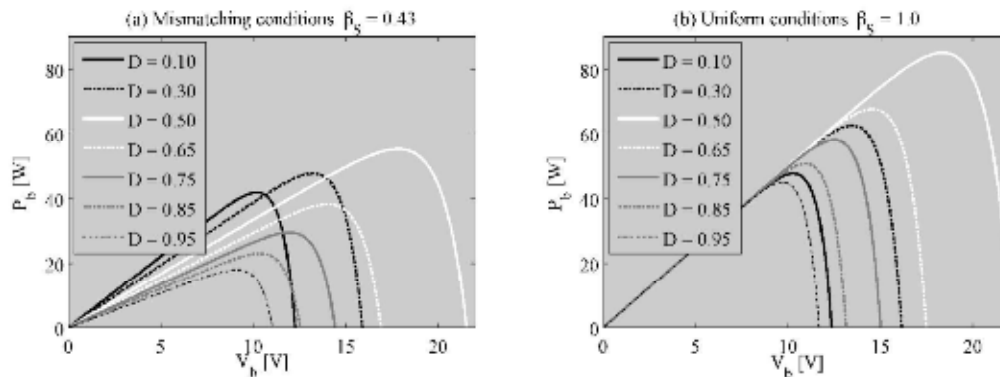 (a) Mismatching conditions β_S = 0.43
80
60
40
20
0
P_b [W]
D = 0.10
D = 0.30
D = 0.50
D = 0.65
D = 0.75
D = 0.85
D = 0.95
0 5 10 15 20
V_b [V]
(b) Uniform conditions β_S = 1.0
80
60
40
20
0
P_b [W]
D = 0.10
D = 0.30
D = 0.50
D = 0.65
D = 0.75
D = 0.85
D = 0.95
0 5 10 15 20
V_b [V]